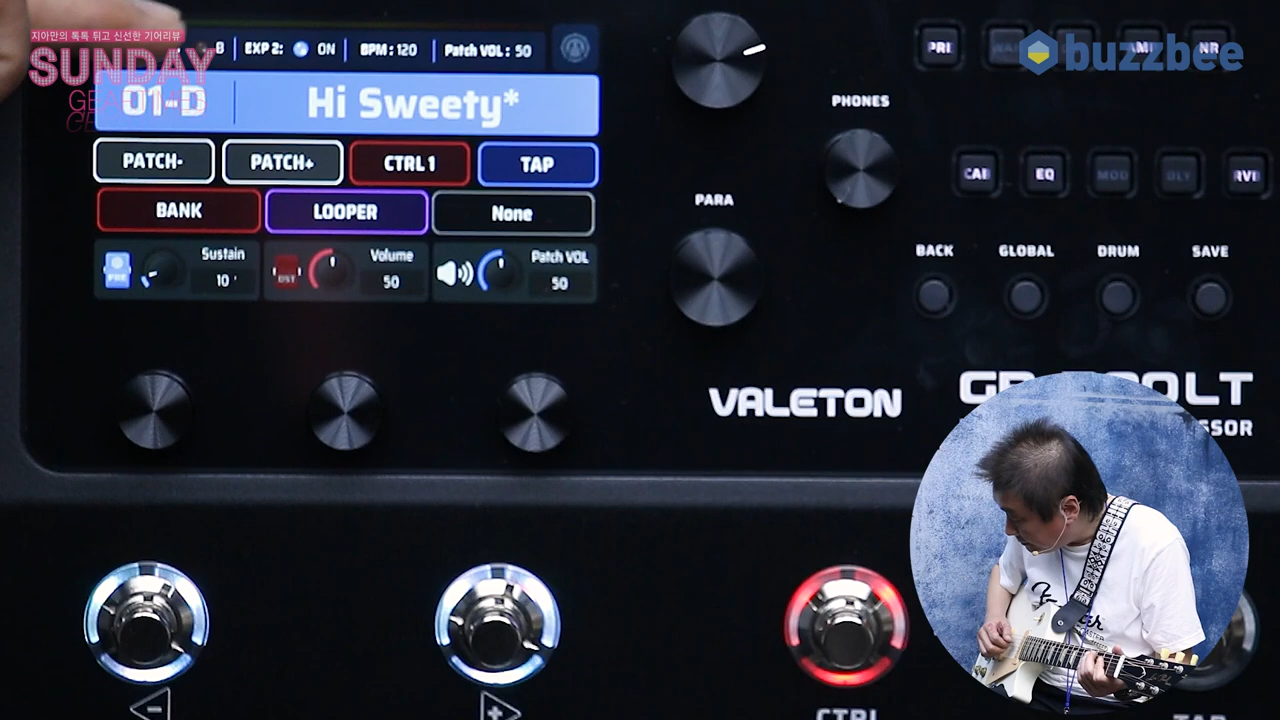 지아만의 톡톡 튀고 신선한 기어리뷰
SUNDAY
buzzbee
EXP 2: ON BPM : 120 Patch VOL : 50
01-D Hi Sweety*
PATCH- PATCH+ CTRL 1 TAP
BANK LOOPER None
PRE Sustain 10
DST Volume 50
Patch VOL 50
PHONES
PARA
PRE NR
CAB EQ MOD DLY RVB
BACK GLOBAL DRUM SAVE
VALETON
CTRL